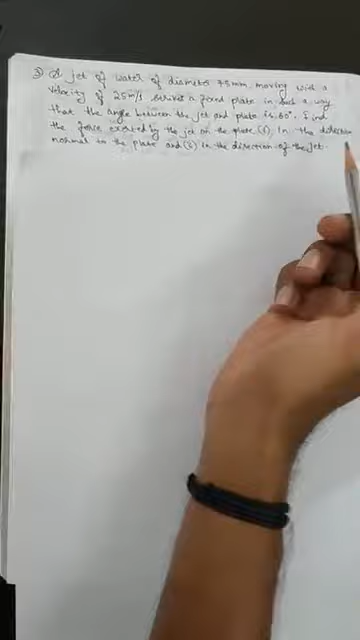 3) A jet of water of diameter 75mm moving with a
velocity of 25m/s strikes a fixed plate in such a way
that the angle between the jet and plate is 60°. Find
the force exerted by the jet on the plate (1), in the direction
normal to the plate and (2) in the direction of the jet.